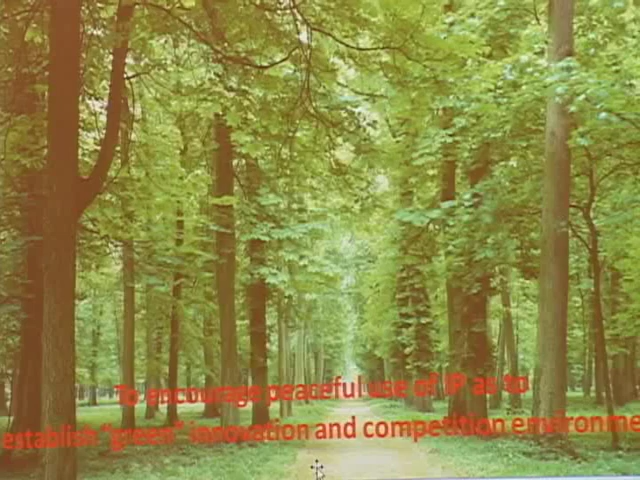 To encourage peaceful use of IP as to
establish "green" innovation and competition environme